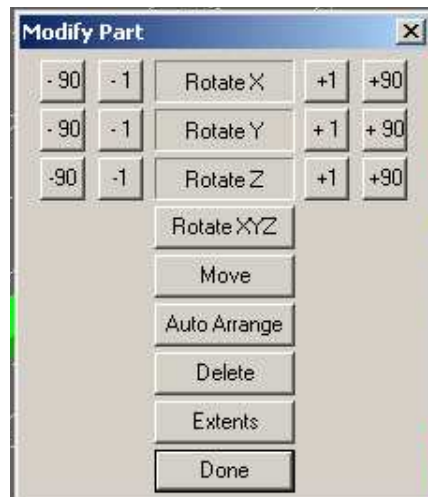 Modify Part
- 90 - 1 Rotate X +1 +90
- 90 - 1 Rotate Y + 1 + 90
-90 -1 Rotate Z +1 +90
Rotate XYZ
Move
Auto Arrange
Delete
Extents
Done